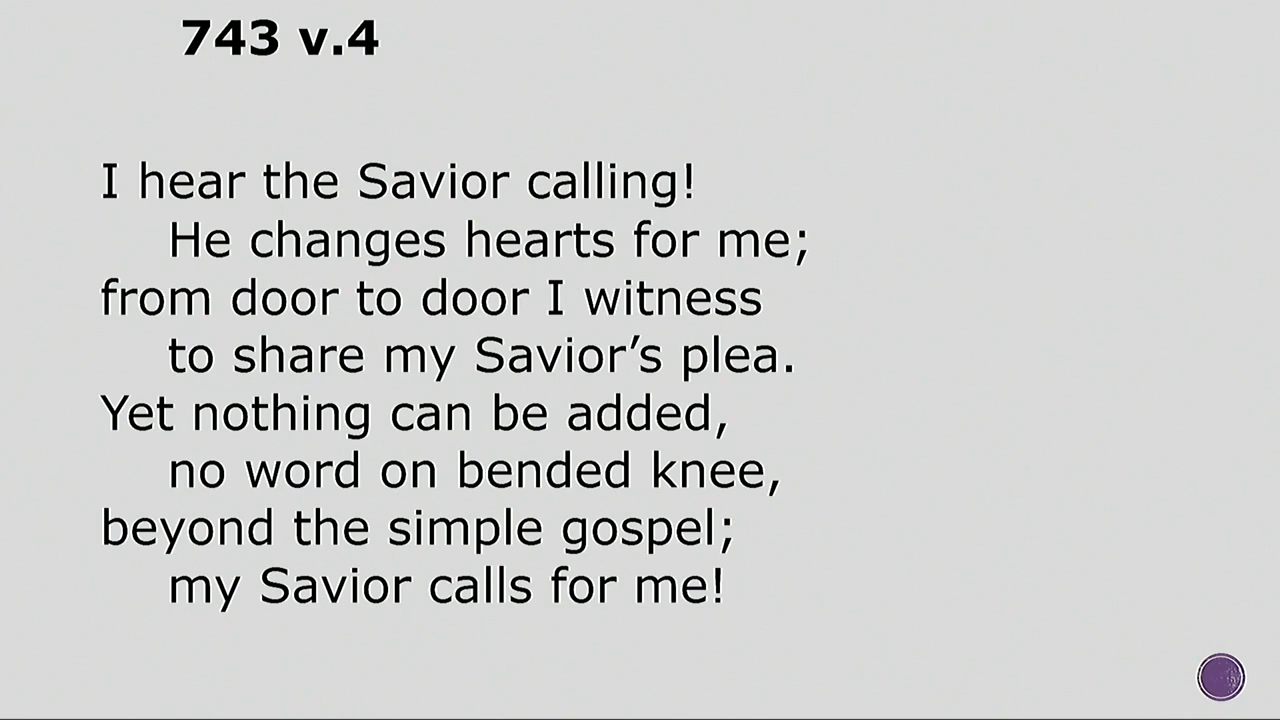 743 v.4
I hear the Savior calling!
He changes hearts for me;
from door to door I witness
to share my Savior’s plea.
Yet nothing can be added,
no word on bended knee,
beyond the simple gospel;
my Savior calls for me!